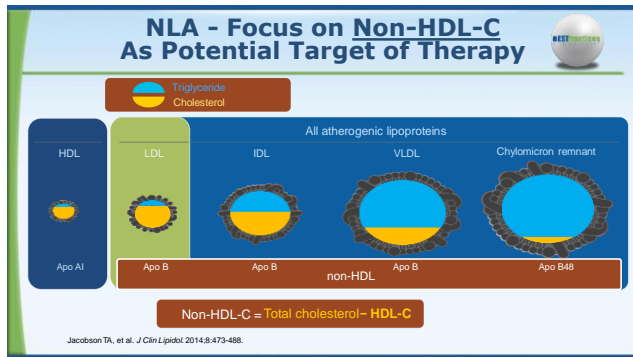 NLA - Focus on Non-HDL-C
As Potential Target of Therapy
Triglyceride
Cholesterol
All atherogenic lipoproteins
HDL
LDL
IDL
VLDL
Chylomicron remnant
Apo AI
Apo B
Apo B
Apo B
Apo B48
non-HDL
Non-HDL-C = Total cholesterol – HDL-C
Jacobson TA, et al. J Clin Lipidol. 2014;8:473-488.